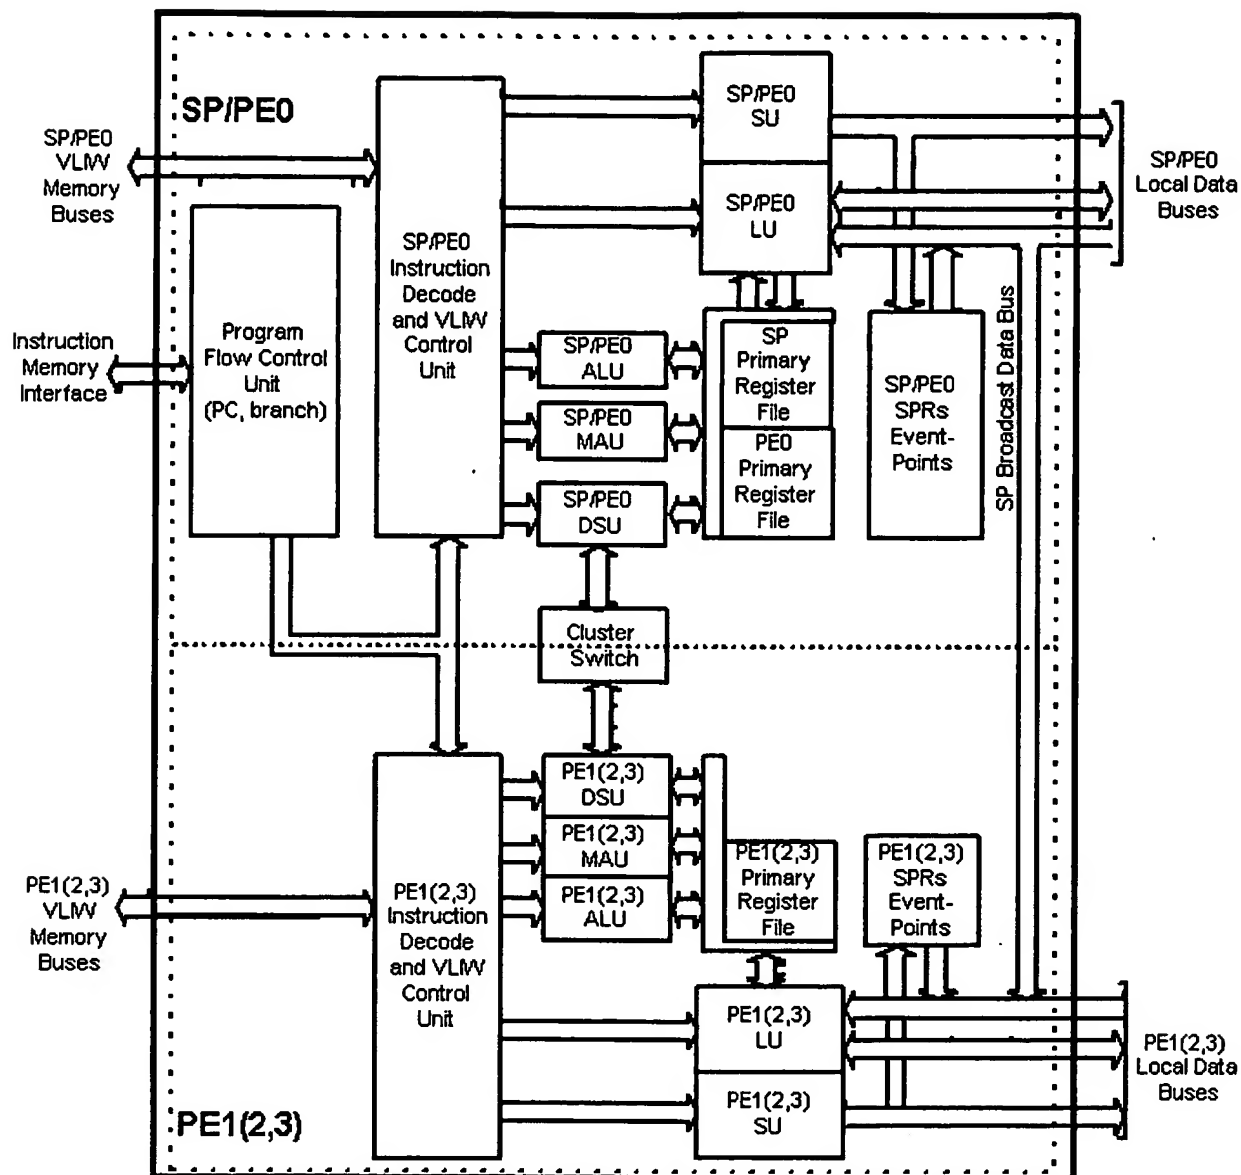 SP/PE0
SP/PE0
VLIW
Memory
Buses
Instruction
Memory
Interface
Program
Flow Control
Unit
(PC, branch)
SP/PE0
Instruction
Decode
and VLIW
Control
Unit
SP/PE0
SU
SP/PE0
LU
SP/PE0
ALU
SP/PE0
MAU
SP/PE0
DSU
SP
Primary
Register
File
PE0
Primary
Register
File
SP/PE0
SPRs
Event-
Points
SP Broadcast Data Bus
SP/PE0
Local Data
Buses
Cluster
Switch
PE1(2,3)
VLIW
Memory
Buses
PE1(2,3)
Instruction
Decode
and VLIW
Control
Unit
PE1(2,3)
DSU
PE1(2,3)
MAU
PE1(2,3)
ALU
PE1(2,3)
Primary
Register
File
PE1(2,3)
SPRs
Event-
Points
PE1(2,3)
LU
PE1(2,3)
SU
PE1(2,3)
Local Data
Buses
PE1(2,3)